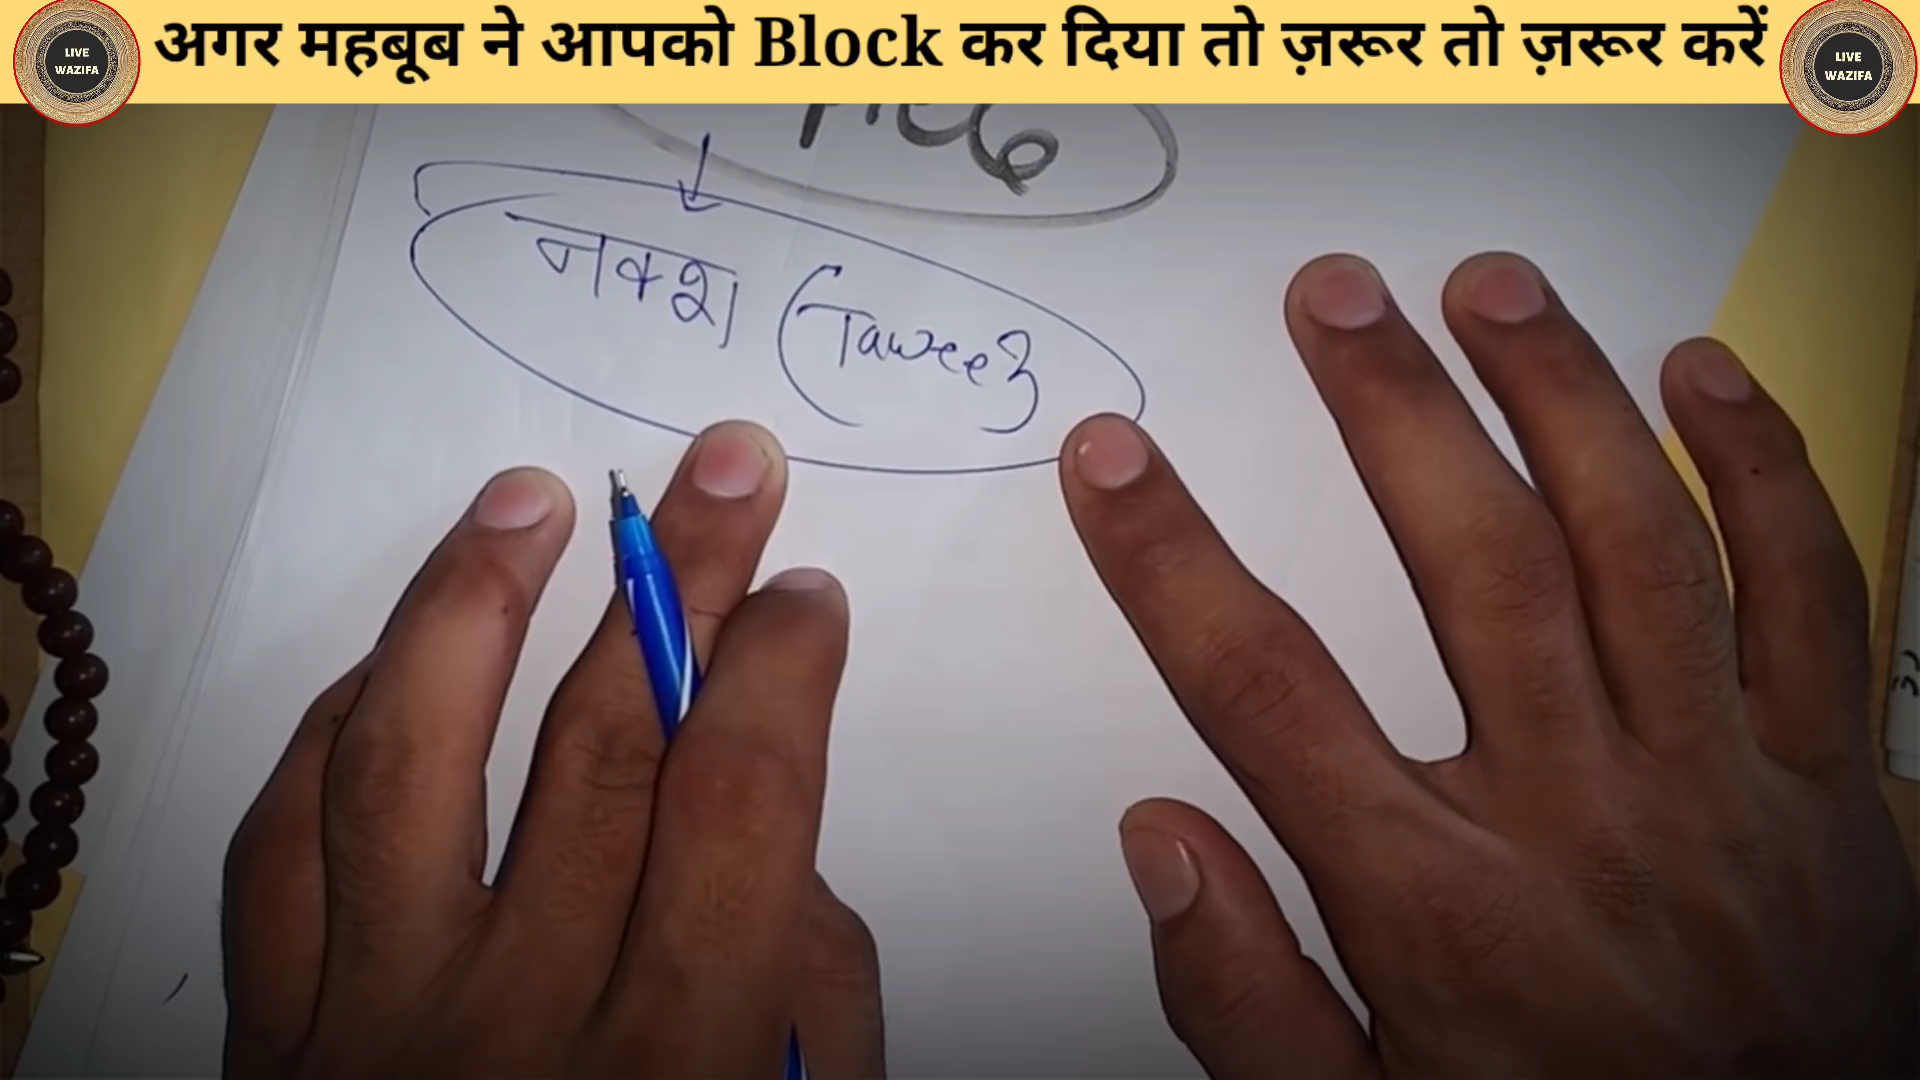 अगर महबूब ने आपको Block कर दिया तो ज़रूर तो ज़रूर करें
LIVE
WAZIFA
LIVE
WAZIFA
नक्श (Taweez)